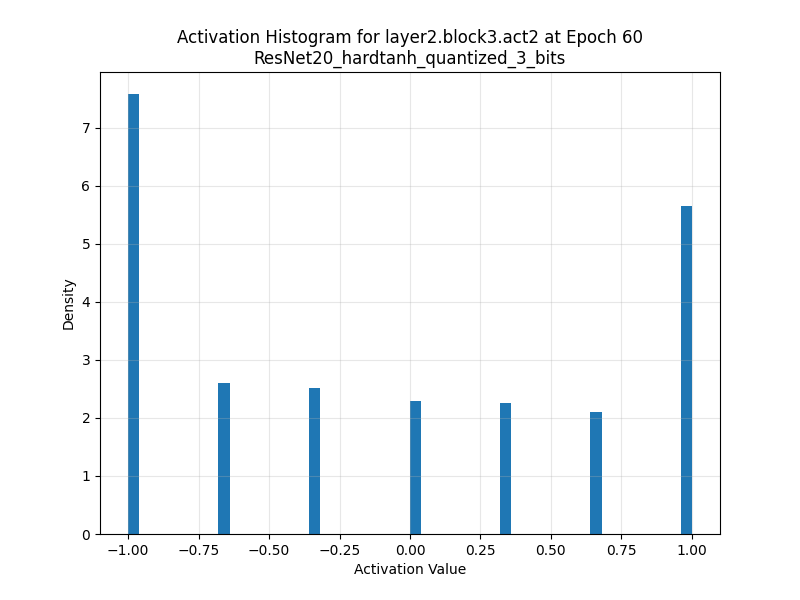 Activation Histogram for layer2.block3.act2 at Epoch 60
ResNet20_hardtanh_quantized_3_bits
Density
7
6
5
4
3
2
1
0
−1.00 −0.75 −0.50 −0.25 0.00 0.25 0.50 0.75 1.00
Activation Value